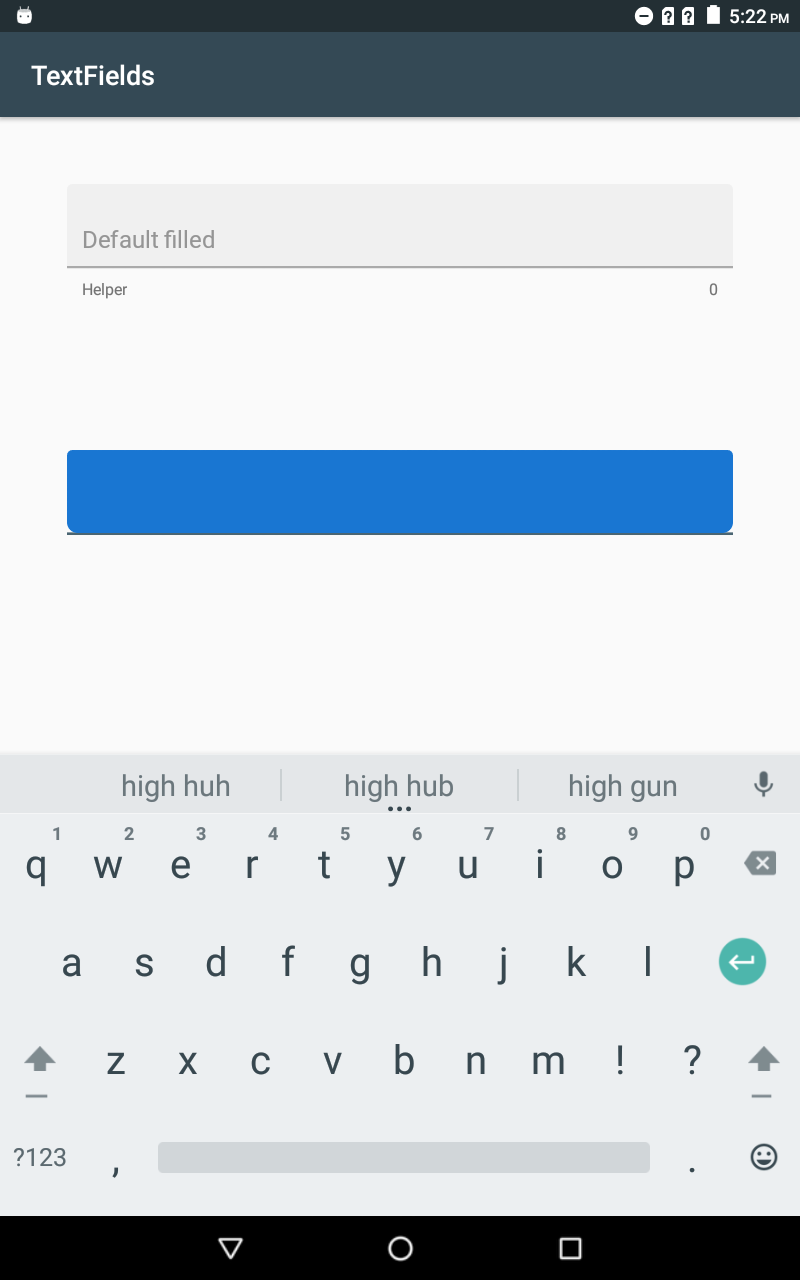 5:22 PM
TextFields
Default filled
Helper 0
high huh high hub high gun
1 2 3 4 5 6 7 8 9 0
q w e r t y u i o p
a s d f g h j k l
z x c v b n m ! ?
?123 , .